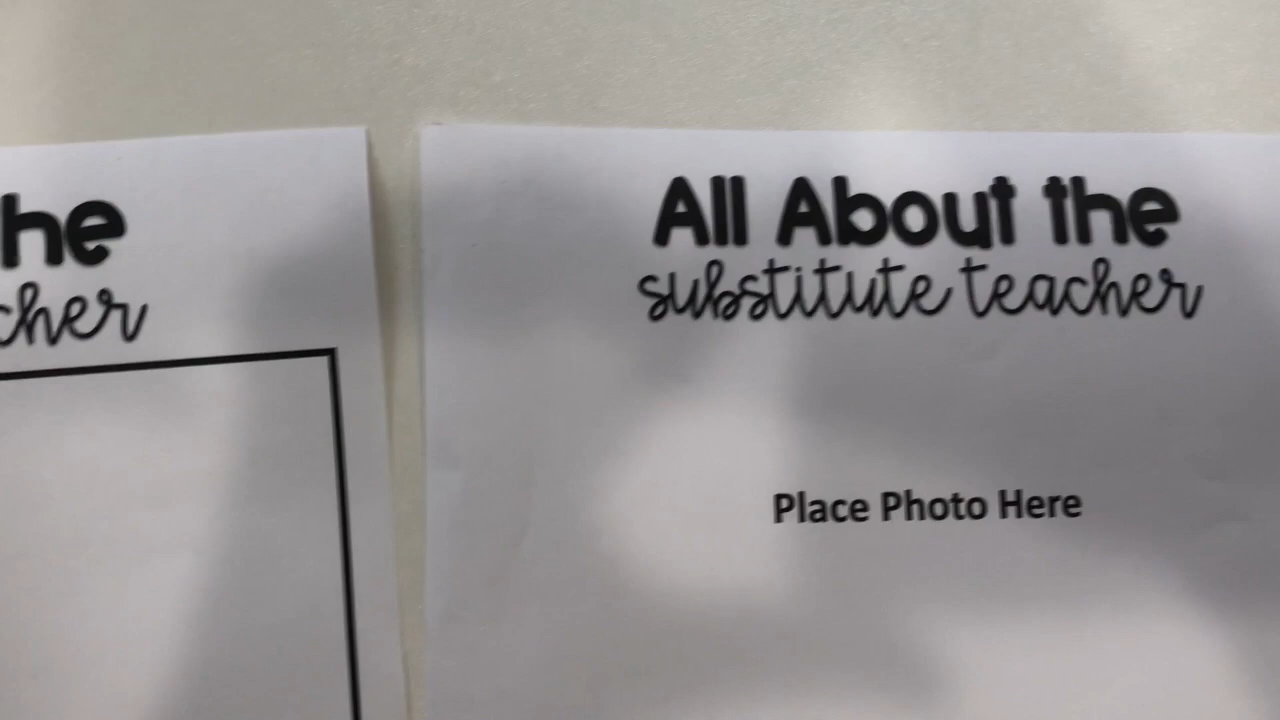 he
cher
All About the
substitute teacher
Place Photo Here